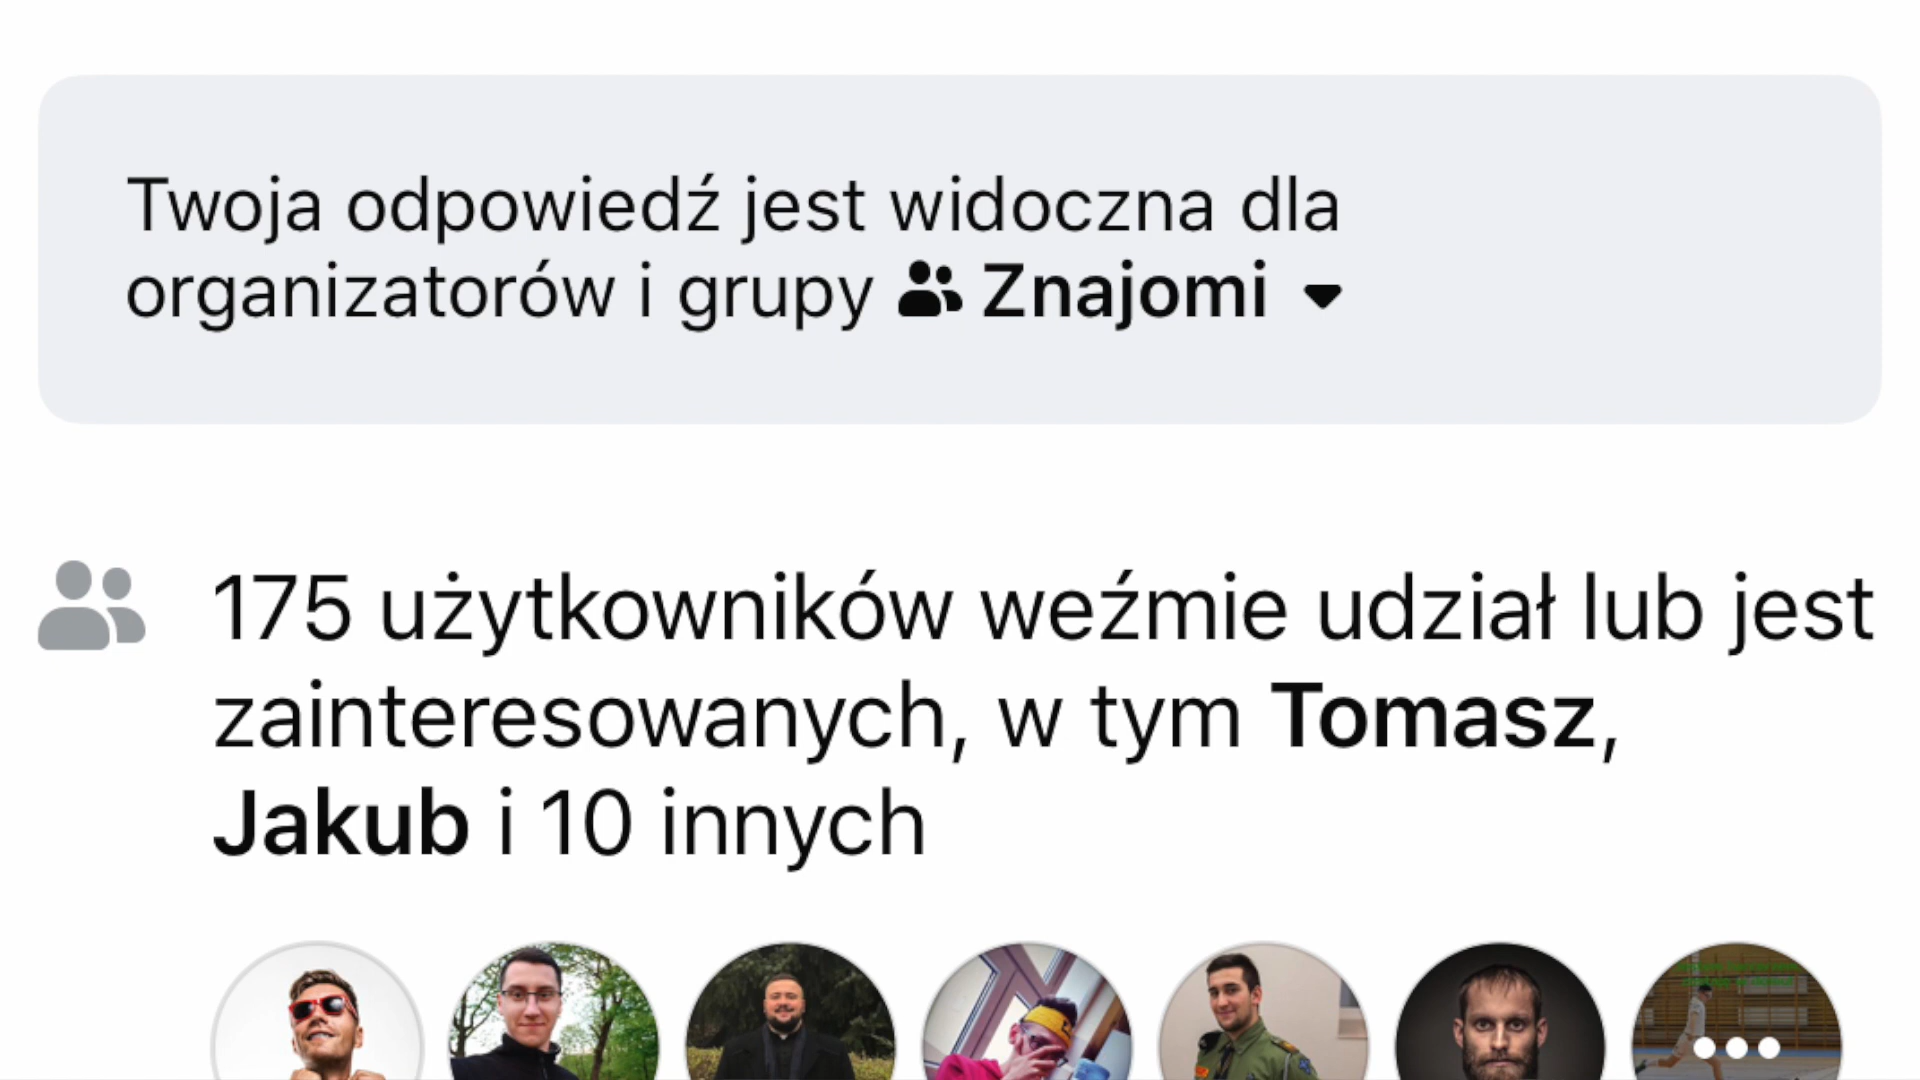 Twoja odpowiedź jest widoczna dla
organizatorów i grupy Znajomi
175 użytkowników weźmie udział lub jest
zainteresowanych, w tym Tomasz,
Jakub i 10 innych